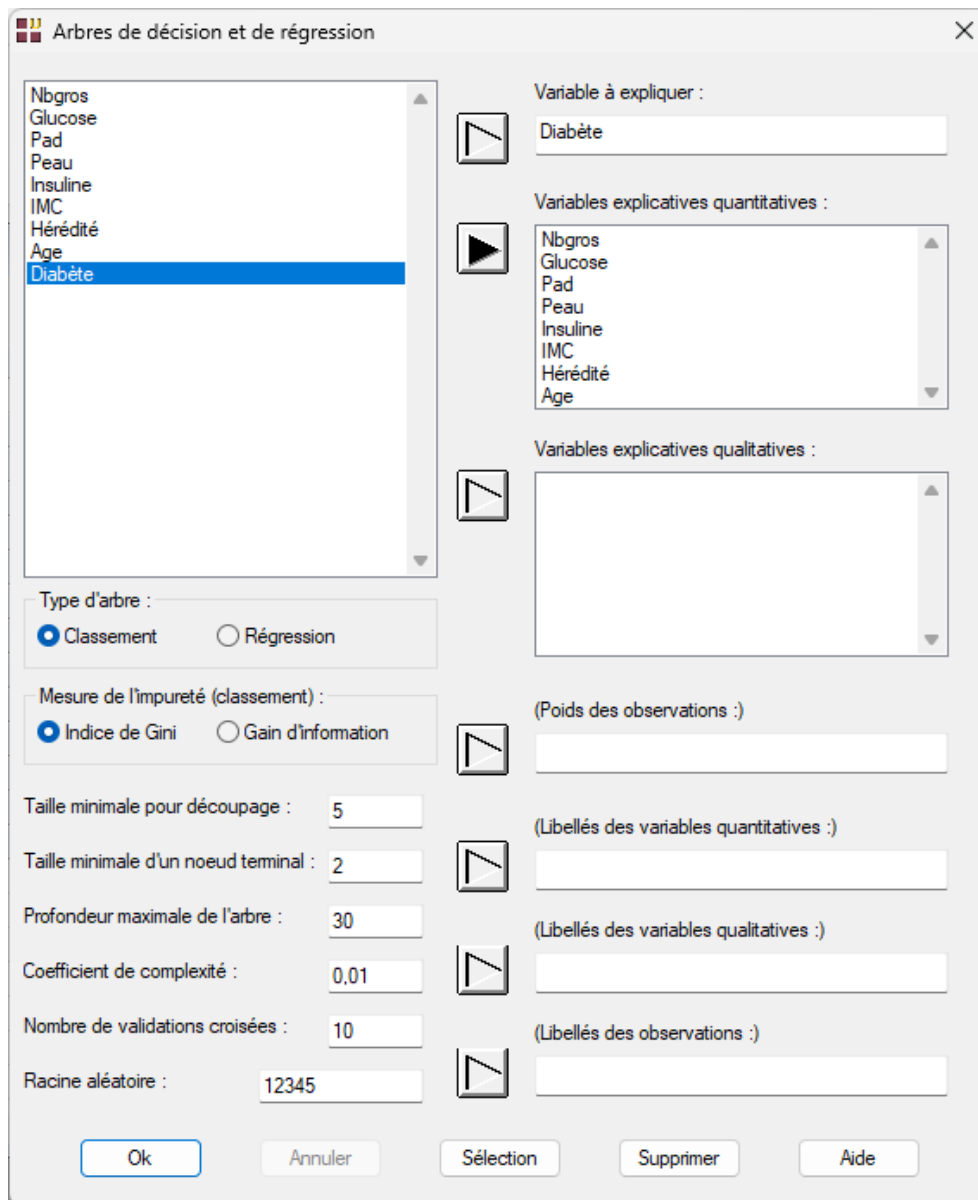 Arbres de décision et de régression
Nbgros
Glucose
Pad
Peau
Insuline
IMC
Hérédité
Age
Diabète
Variable à expliquer :
Diabète
Variables explicatives quantitatives :
Nbgros
Glucose
Pad
Peau
Insuline
IMC
Hérédité
Age
Variables explicatives qualitatives :
Type d'arbre :
Classement Régression
Mesure de l'impureté (classement) :
Indice de Gini Gain d'information
Taille minimale pour découpage : 5
Taille minimale d'un noeud terminal : 2
Profondeur maximale de l'arbre : 30
Coefficient de complexité : 0,01
Nombre de validations croisées : 10
Racine aléatoire : 12345
(Poids des observations :)
(Libellés des variables quantitatives :)
(Libellés des variables qualitatives :)
(Libellés des observations :)
Ok Annuler Sélection Supprimer Aide